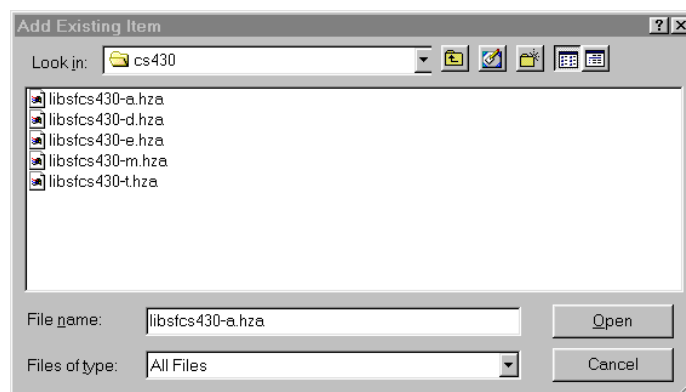 Add Existing Item
Look in: cs430
libsfcs430-a.hza
libsfcs430-d.hza
libsfcs430-e.hza
libsfcs430-m.hza
libsfcs430-t.hza
File name: libsfcs430-a.hza Open
Files of type: All Files Cancel